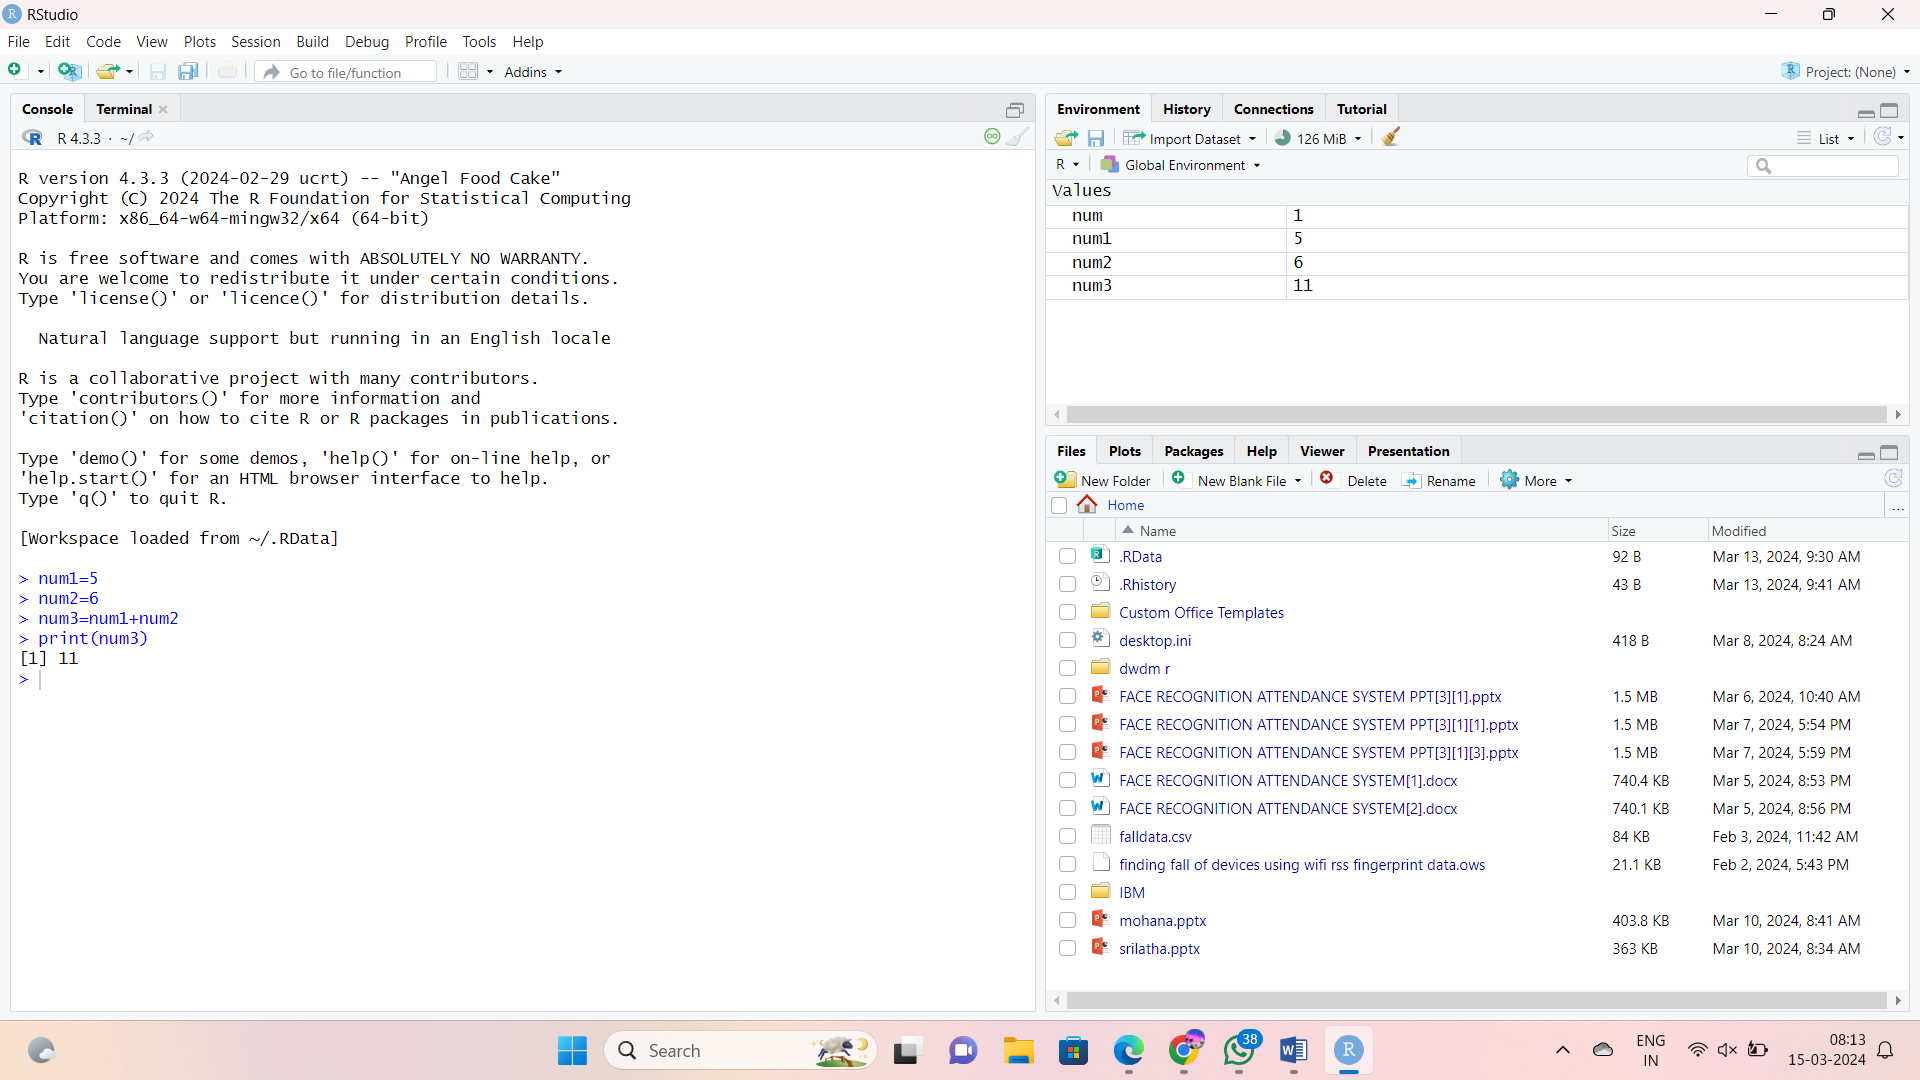 RStudio
File Edit Code View Plots Session Build Debug Profile Tools Help
Go to file/function Addins Project: (None)
Console Terminal
R 4.3.3 · ~/
R version 4.3.3 (2024-02-29 ucrt) -- "Angel Food Cake"
Copyright (C) 2024 The R Foundation for Statistical Computing
Platform: x86_64-w64-mingw32/x64 (64-bit)
R is free software and comes with ABSOLUTELY NO WARRANTY.
You are welcome to redistribute it under certain conditions.
Type 'license()' or 'licence()' for distribution details.
Natural language support but running in an English locale
R is a collaborative project with many contributors.
Type 'contributors()' for more information and
'citation()' on how to cite R or R packages in publications.
Type 'demo()' for some demos, 'help()' for on-line help, or
'help.start()' for an HTML browser interface to help.
Type 'q()' to quit R.
[Workspace loaded from ~/.RData]
> num1=5
> num2=6
> num3=num1+num2
> print(num3)
[1] 11
>
Environment History Connections Tutorial
Import Dataset 126 MiB List
R Global Environment
Values
num 1
num1 5
num2 6
num3 11
Files Plots Packages Help Viewer Presentation
New Folder New Blank File Delete Rename More
Home ...
Name Size Modified
.RData 92 B Mar 13, 2024, 9:30 AM
.Rhistory 43 B Mar 13, 2024, 9:41 AM
Custom Office Templates
desktop.ini 418 B Mar 8, 2024, 8:24 AM
dwdm r
FACE RECOGNITION ATTENDANCE SYSTEM PPT[3][1].pptx 1.5 MB Mar 6, 2024, 10:40 AM
FACE RECOGNITION ATTENDANCE SYSTEM PPT[3][1][1].pptx 1.5 MB Mar 7, 2024, 5:54 PM
FACE RECOGNITION ATTENDANCE SYSTEM PPT[3][1][3].pptx 1.5 MB Mar 7, 2024, 5:59 PM
FACE RECOGNITION ATTENDANCE SYSTEM[1].docx 740.4 KB Mar 5, 2024, 8:53 PM
FACE RECOGNITION ATTENDANCE SYSTEM[2].docx 740.1 KB Mar 5, 2024, 8:56 PM
falldata.csv 84 KB Feb 3, 2024, 11:42 AM
finding fall of devices using wifi rss fingerprint data.ows 21.1 KB Feb 2, 2024, 5:43 PM
IBM
mohana.pptx 403.8 KB Mar 10, 2024, 8:41 AM
srilatha.pptx 363 KB Mar 10, 2024, 8:34 AM
Search
38
ENG
IN
08:13
15-03-2024